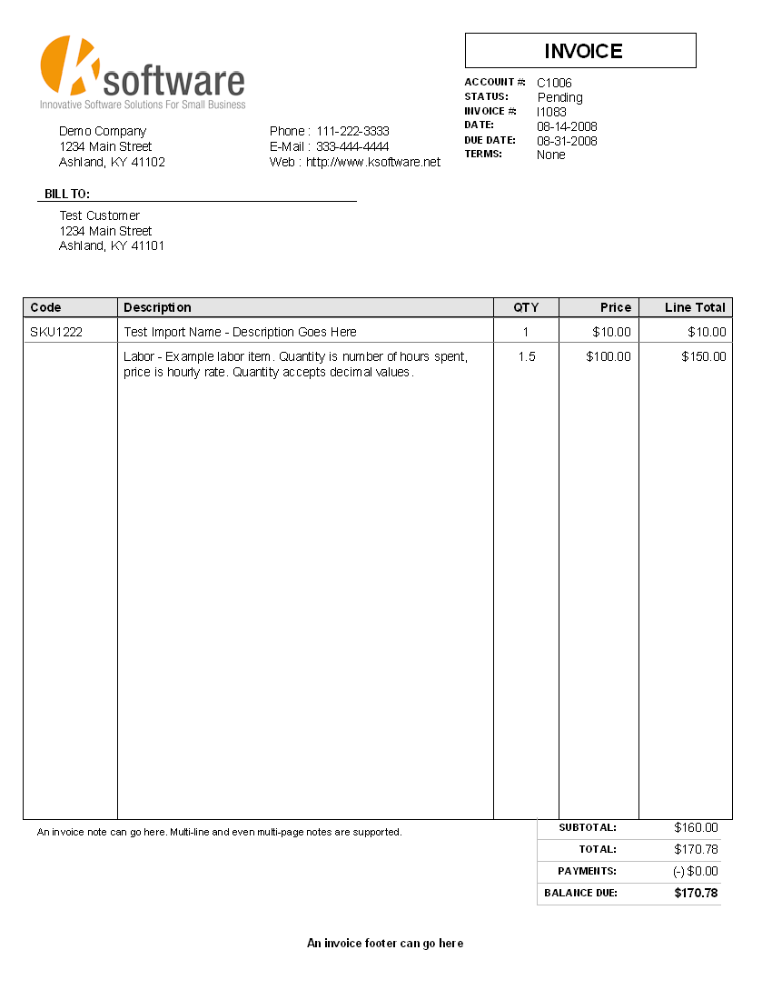 Ksoftware
Innovative Software Solutions For Small Business
INVOICE
ACCOUNT #: C1006
STATUS: Pending
INVOICE #: I1083
DATE: 08-14-2008
DUE DATE: 08-31-2008
TERMS: None
Demo Company
1234 Main Street
Ashland, KY 41102
Phone : 111-222-3333
E-Mail : 333-444-4444
Web : http://www.ksoftware.net
BILL TO:
Test Customer
1234 Main Street
Ashland, KY 41101
Code Description QTY Price Line Total
SKU1222 Test Import Name - Description Goes Here 1 $10.00 $10.00
Labor - Example labor item. Quantity is number of hours spent, 1.5 $100.00 $150.00
price is hourly rate. Quantity accepts decimal values.
An invoice note can go here. Multi-line and even multi-page notes are supported.
SUBTOTAL: $160.00
TOTAL: $170.78
PAYMENTS: (-) $0.00
BALANCE DUE: $170.78
An invoice footer can go here